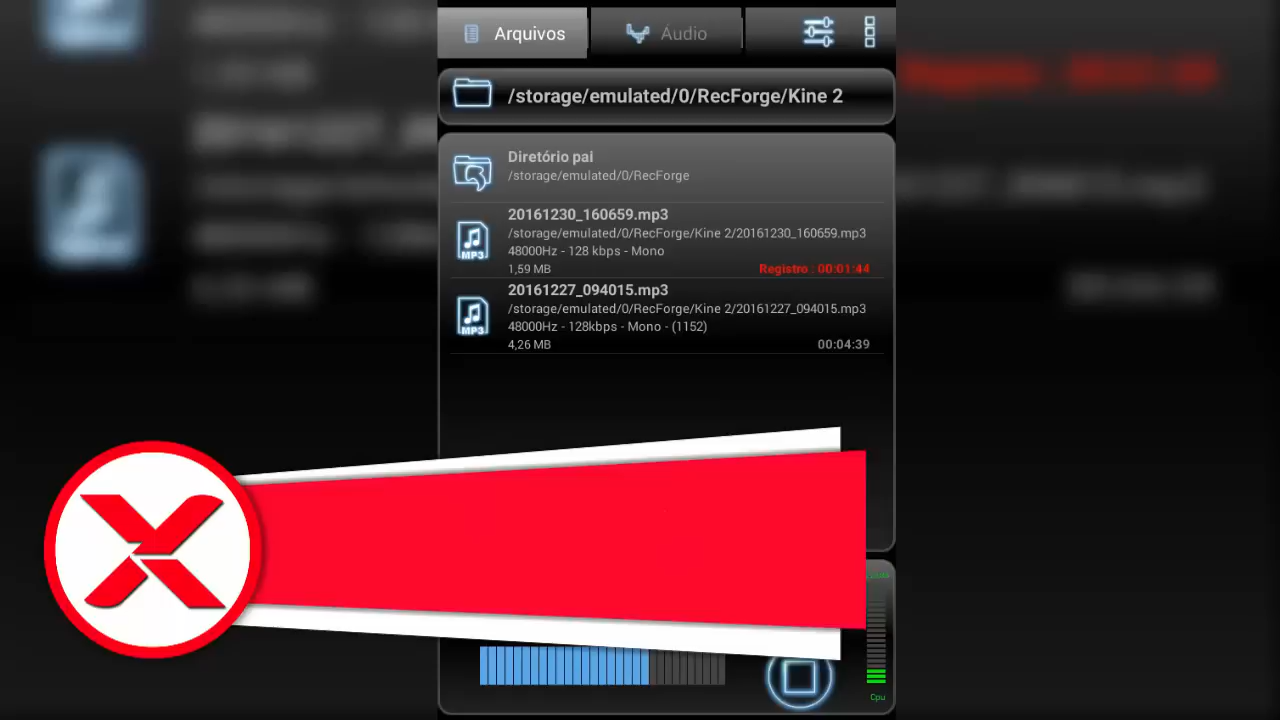 Arquivos
Áudio
/storage/emulated/0/RecForge/Kine 2
Diretório pai
/storage/emulated/0/RecForge
20161230_160659.mp3
/storage/emulated/0/RecForge/Kine 2/20161230_160659.mp3
48000Hz - 128 kbps - Mono
1,59 MB
Registro : 00:01:44
20161227_094015.mp3
/storage/emulated/0/RecForge/Kine 2/20161227_094015.mp3
48000Hz - 128kbps - Mono - (1152)
4,26 MB
00:04:39
MP3
MP3
X
Cpu